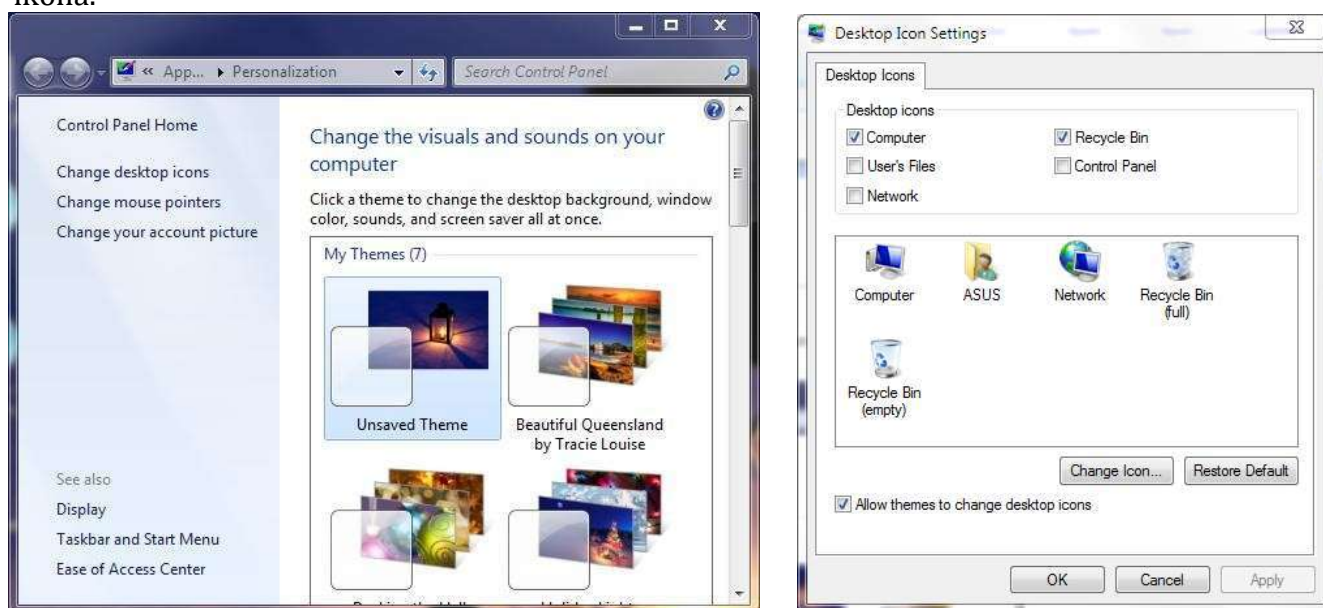 ikona.
« App... ▸ Personalization
Search Control Panel
Control Panel Home
Change desktop icons
Change mouse pointers
Change your account picture
See also
Display
Taskbar and Start Menu
Ease of Access Center
Change the visuals and sounds on your
computer
Click a theme to change the desktop background, window
color, sounds, and screen saver all at once.
My Themes (7)
Unsaved Theme
Beautiful Queensland
by Tracie Louise
Desktop Icon Settings
Desktop Icons
Desktop icons
Computer
Recycle Bin
User's Files
Control Panel
Network
Computer
ASUS
Network
Recycle Bin
(full)
Recycle Bin
(empty)
Change Icon...
Restore Default
Allow themes to change desktop icons
OK
Cancel
Apply